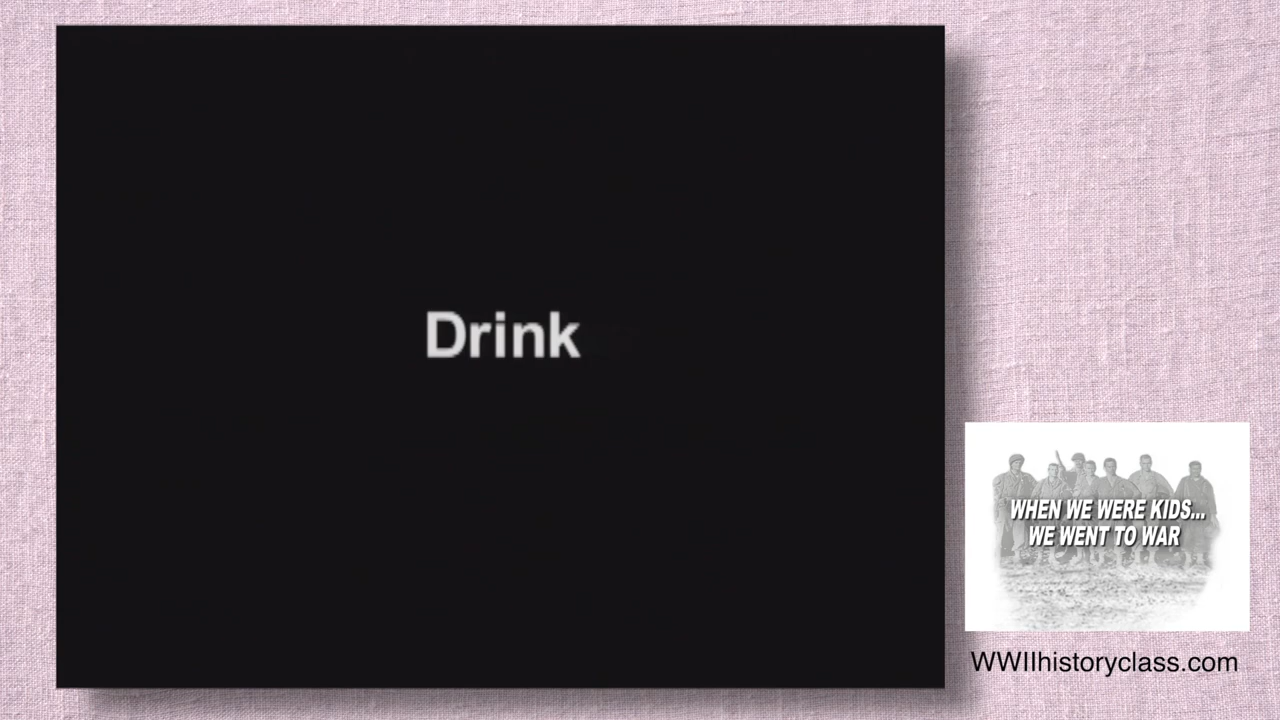 Drink
WHEN WE WERE KIDS...
WE WENT TO WAR
WWIIhistoryclass.com